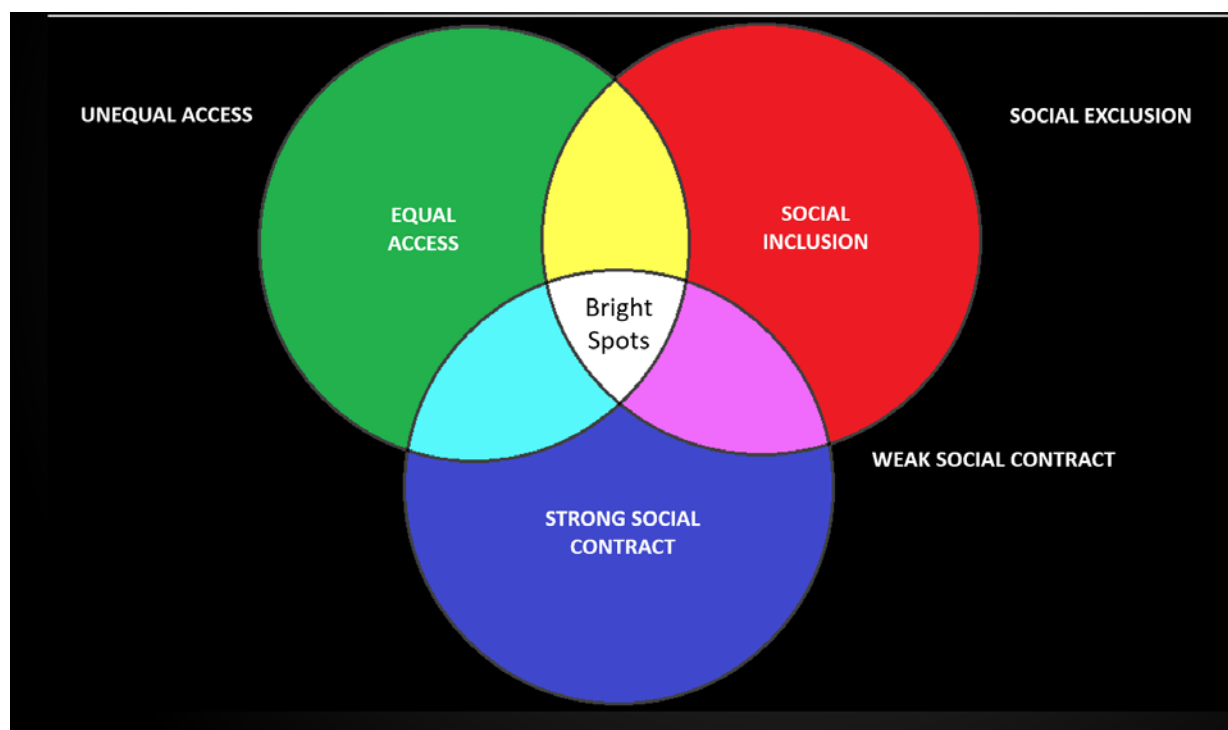 UNEQUAL ACCESS
SOCIAL EXCLUSION
EQUAL
ACCESS
SOCIAL
INCLUSION
Bright
Spots
WEAK SOCIAL CONTRACT
STRONG SOCIAL
CONTRACT